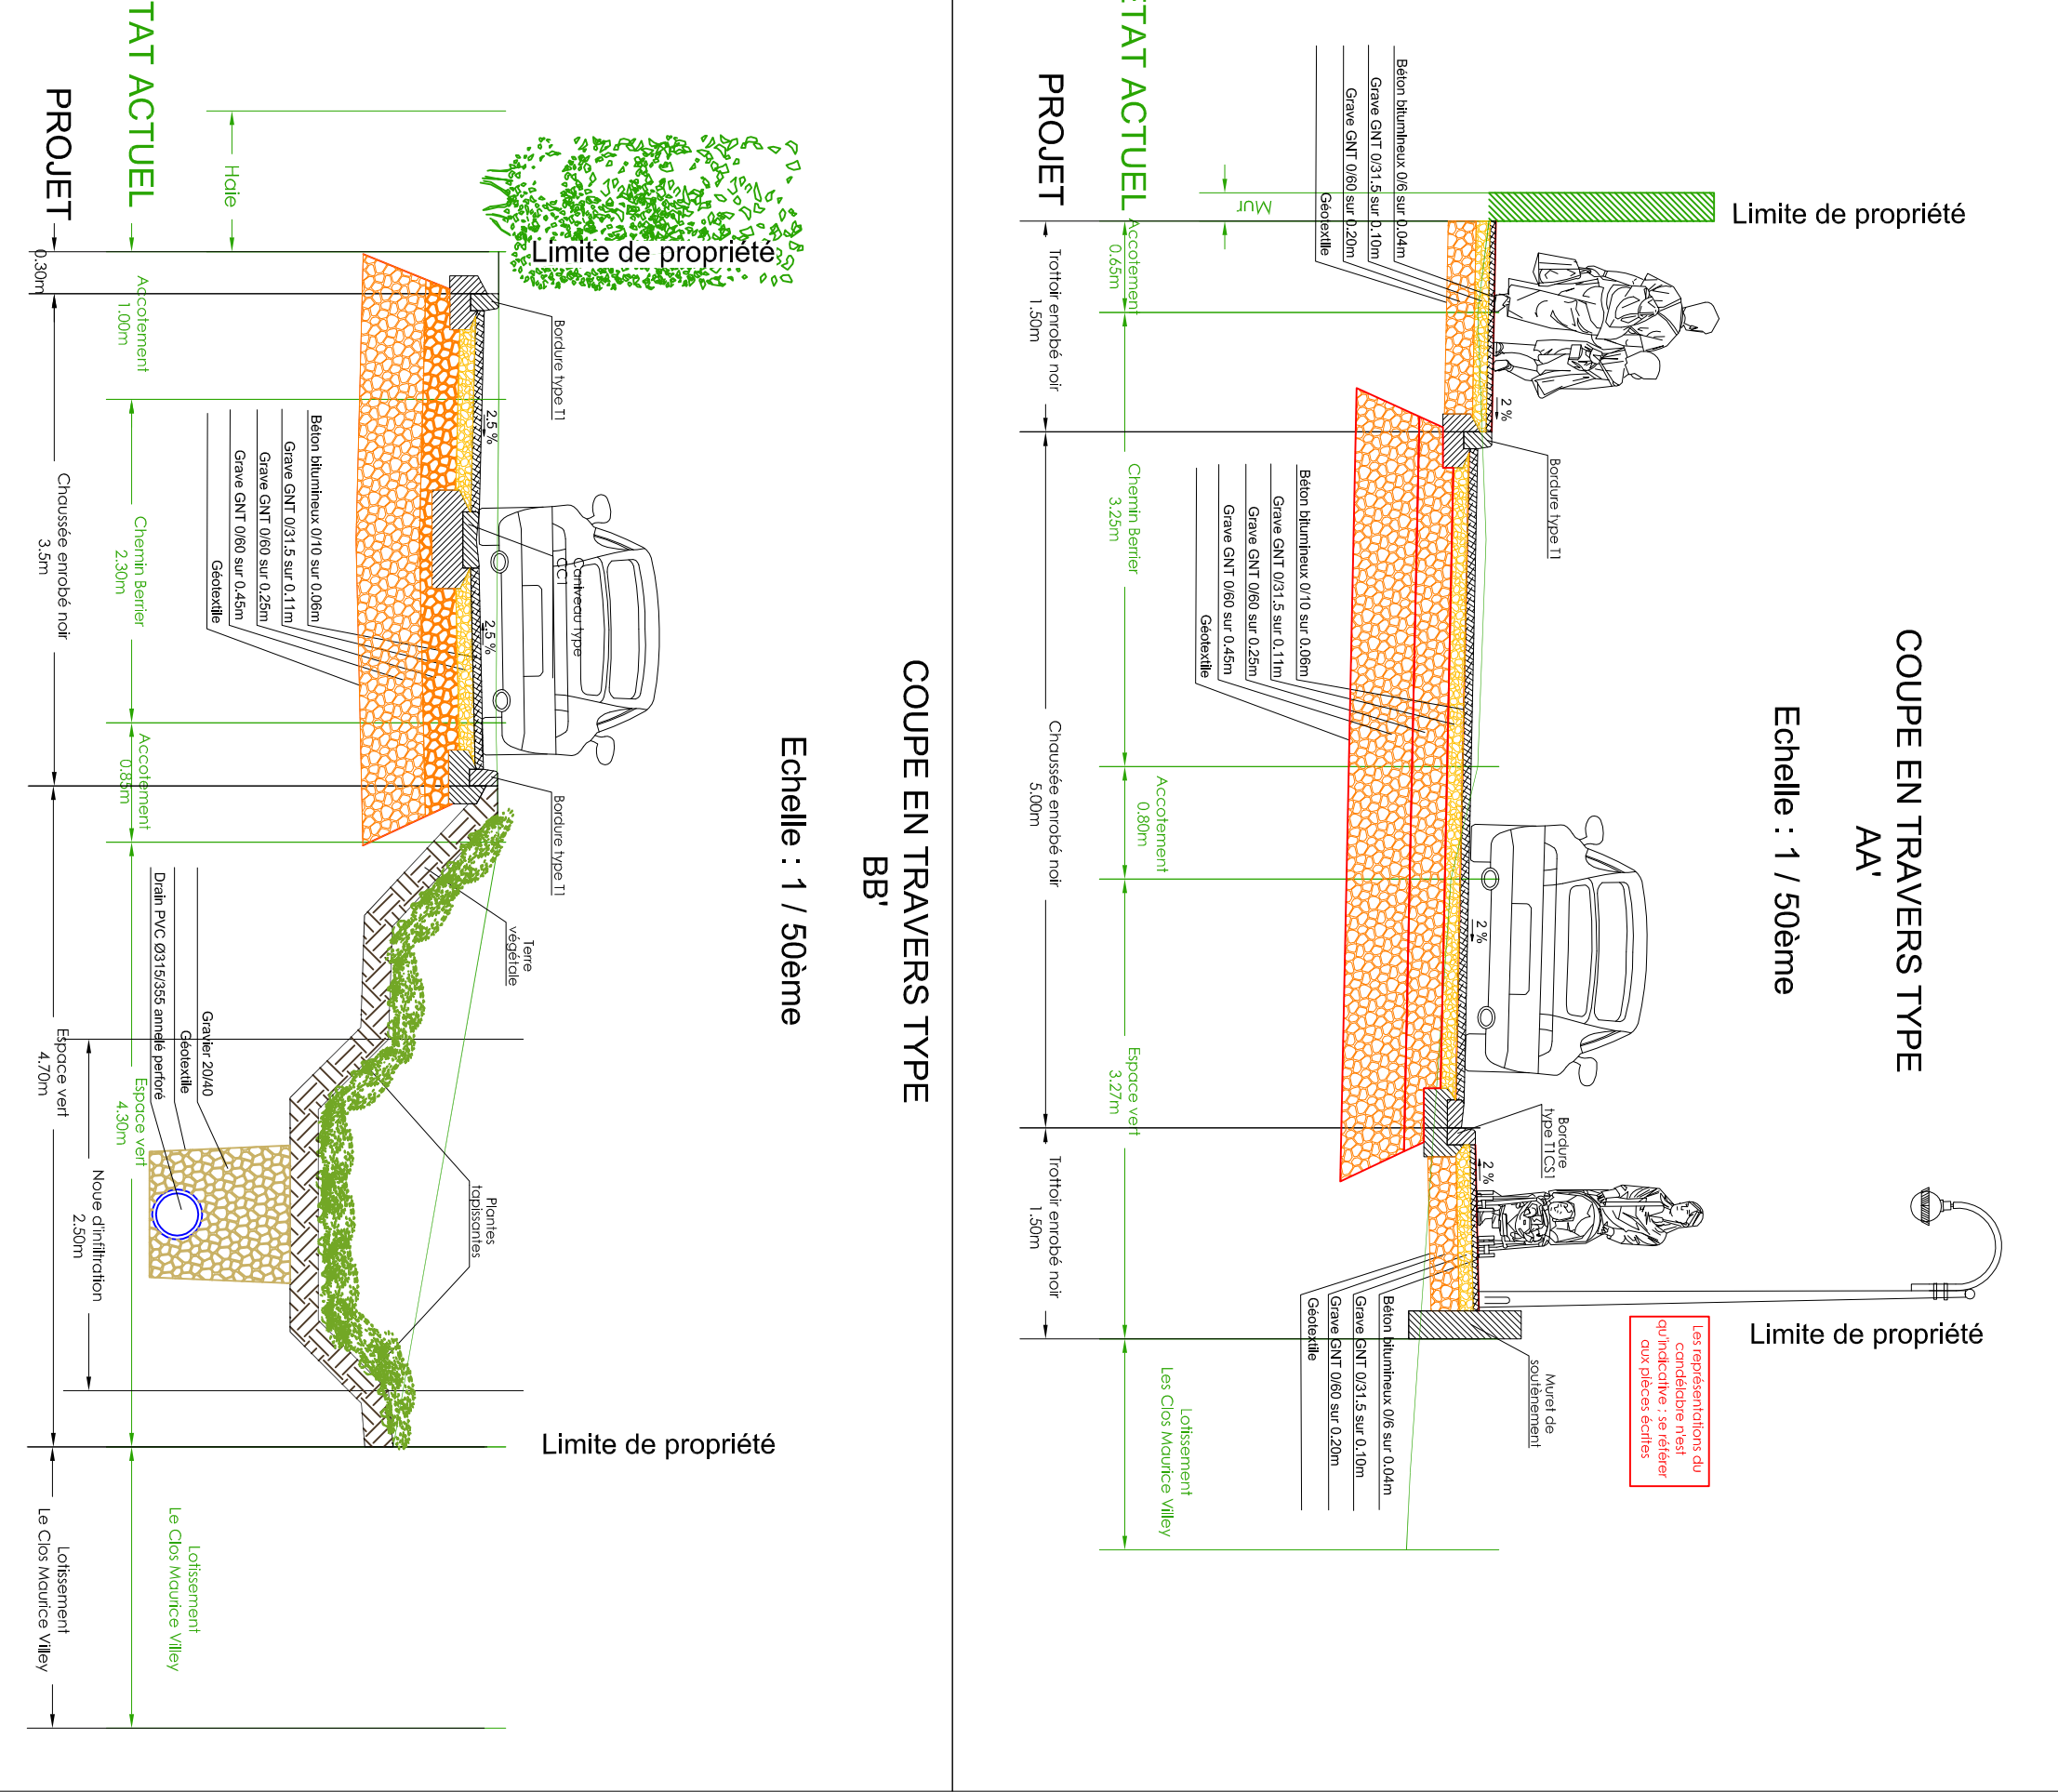 COUPE EN TRAVERS TYPE
AA'
Echelle : 1 / 50ème
Limite de propriété
Limite de propriété
Les représentations du
candélabre n'est
qu'indicative ; se référer
aux pièces écrites
Bordure type T1
Bordure
type T1CS1
Muret de
soutènement
2 %
2 %
2 %
Béton bitumineux 0/6 sur 0.04m
Grave GNT 0/31.5 sur 0.10m
Grave GNT 0/60 sur 0.20m
Géotextile
Béton bitumineux 0/10 sur 0.06m
Grave GNT 0/31.5 sur 0.11m
Grave GNT 0/60 sur 0.25m
Grave GNT 0/60 sur 0.45m
Géotextile
Béton bitumineux 0/6 sur 0.04m
Grave GNT 0/31.5 sur 0.10m
Grave GNT 0/60 sur 0.20m
Géotextile
Mur
ETAT ACTUEL
Accotement
0.65m
Chemin Berrier
3.25m
Accotement
0.80m
Espace vert
3.27m
Lotissement
Les Clos Maurice Villey
PROJET
Trottoir enrobé noir
1.50m
Chaussée enrobé noir
5.00m
Trottoir enrobé noir
1.50m
COUPE EN TRAVERS TYPE
BB'
Echelle : 1 / 50ème
Limite de propriété
Limite de propriété
Bordure type T1
Caniveau type
CC1
Bordure type T1
Terre
végétale
Plantes
tapissantes
2.5 %
2.5 %
Béton bitumineux 0/10 sur 0.06m
Grave GNT 0/31.5 sur 0.11m
Grave GNT 0/60 sur 0.25m
Grave GNT 0/60 sur 0.45m
Géotextile
Gravier 20/40
Géotextile
Drain PVC Ø315/355 annelé perforé
Haie
TAT ACTUEL
Accotement
1.00m
Chemin Berrier
2.30m
Accotement
0.85m
Espace vert
4.30m
Lotissement
Le Clos Maurice Villey
Noue d'infiltration
2.50m
PROJET
0.30m
Chaussée enrobé noir
3.5m
Espace vert
4.70m
Lotissement
Le Clos Maurice Villey